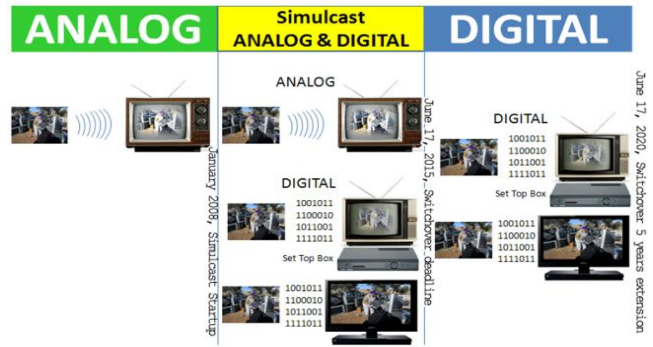 ANALOG
Simulcast
ANALOG & DIGITAL
DIGITAL
ANALOG
DIGITAL
1001011
1100010
1011001
1111011
Set Top Box
1001011
1100010
1011001
1111011
DIGITAL
1001011
1100010
1011001
1111011
Set Top Box
1001011
1100010
1011001
1111011
January 2008, Simulcast Startup
June 17, 2015, Switchover deadline
June 17, 2020, Switchover 5 years extension